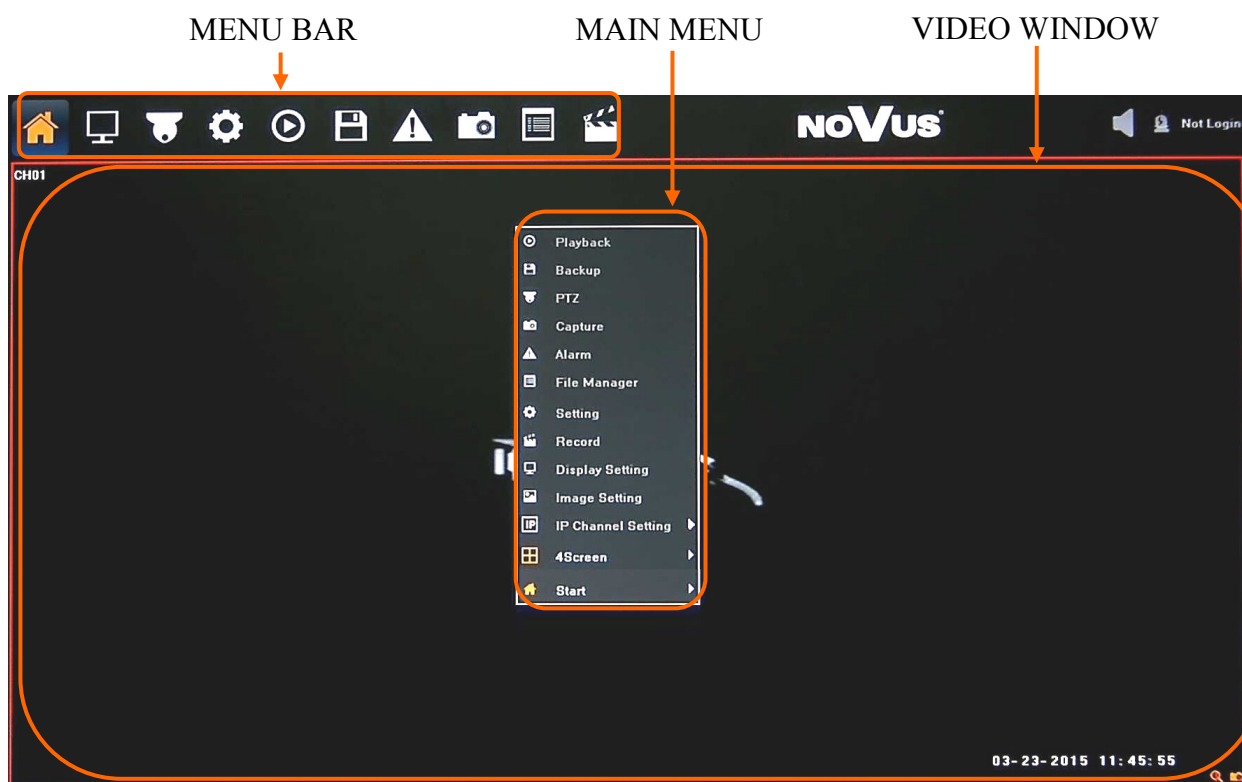 MENU BAR MAIN MENU VIDEO WINDOW
NOVUS Not Login
CH01
Playback
Backup
PTZ
Capture
Alarm
File Manager
Setting
Record
Display Setting
Image Setting
IP IP Channel Setting
4Screen
Start
03-23-2015 11:45:55